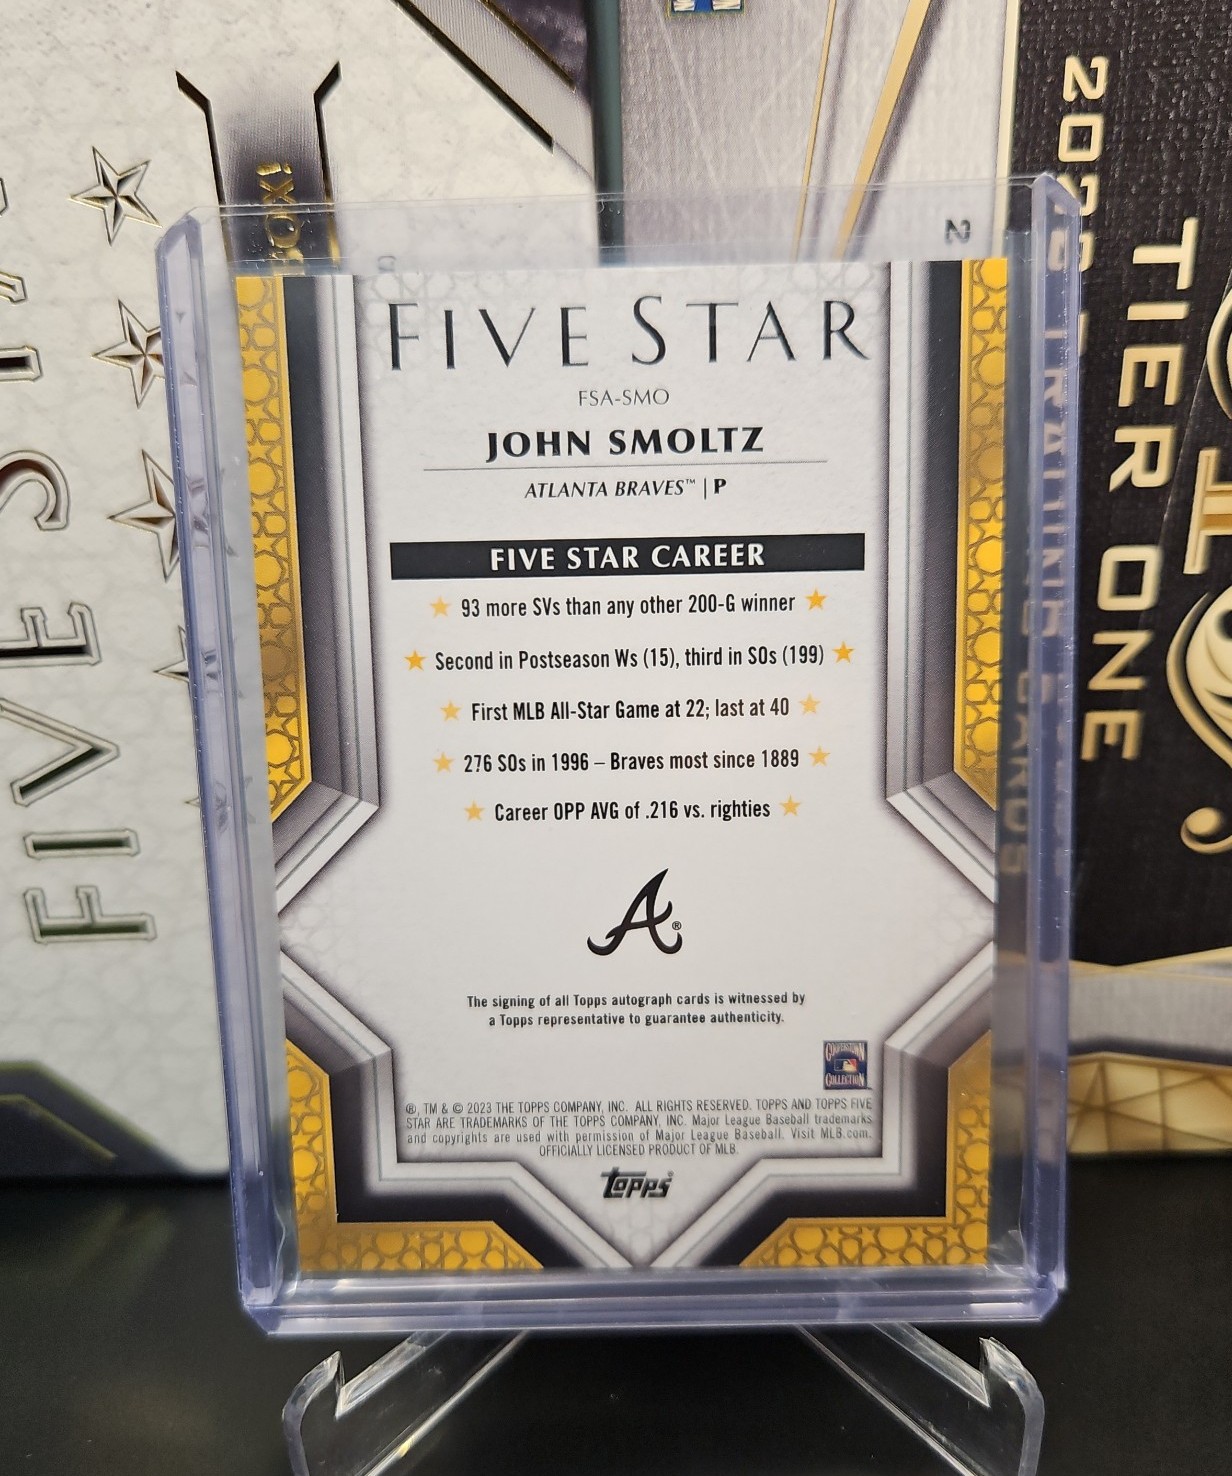 FIVE STAR
FSA-SMO
JOHN SMOLTZ
ATLANTA BRAVES™ | P
FIVE STAR CAREER
★ 93 more SVs than any other 200-G winner ★
★ Second in Postseason Ws (15), third in SOs (199) ★
★ First MLB All-Star Game at 22; last at 40 ★
★ 276 SOs in 1996 – Braves most since 1889 ★
★ Career OPP AVG of .216 vs. righties ★
A®
The signing of all Topps autograph cards is witnessed by
a Topps representative to guarantee authenticity.
COOPERSTOWN
COLLECTION
®, TM & © 2023 THE TOPPS COMPANY, INC. ALL RIGHTS RESERVED. TOPPS AND TOPPS FIVE
STAR ARE TRADEMARKS OF THE TOPPS COMPANY, INC. Major League Baseball trademarks
and copyrights are used with permission of Major League Baseball. Visit MLB.com.
OFFICIALLY LICENSED PRODUCT OF MLB.
topps
FIVE STA
BOX!
TIER ONE
TRADING CARDS